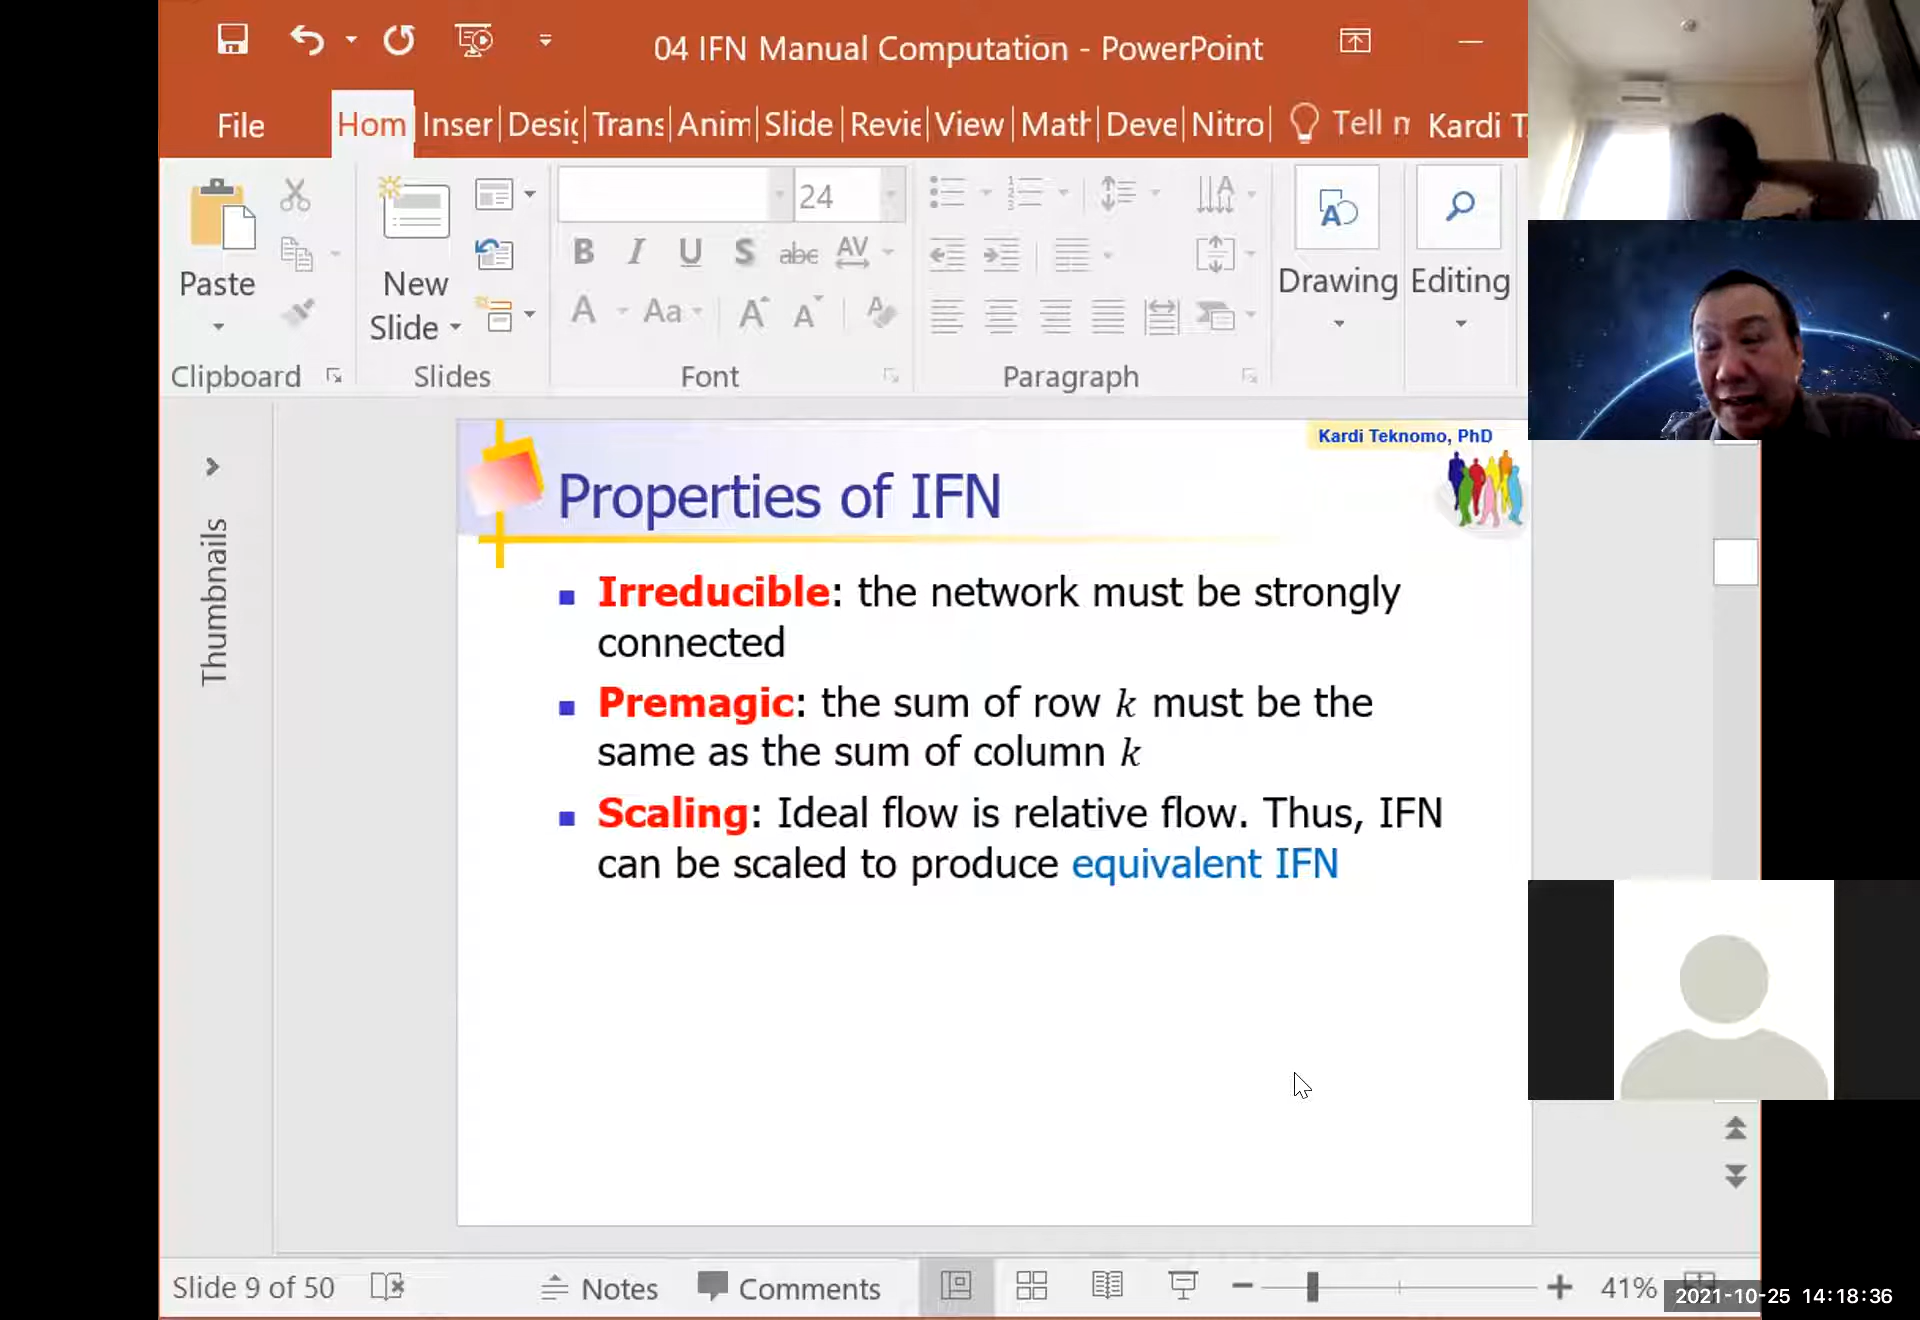 04 IFN Manual Computation - PowerPoint
File
Hom
Inser
Desig
Trans
Anim
Slide
Revie
View
Math
Deve
Nitro
Tell
Kardi T
Paste
New
Slide
24
B I U S abc AV
A Aa A A
Drawing
Editing
Clipboard
Slides
Font
Paragraph
Thumbnails
Kardi Teknomo, PhD
Properties of IFN
Irreducible: the network must be strongly
connected
Premagic: the sum of row k must be the
same as the sum of column k
Scaling: Ideal flow is relative flow. Thus, IFN
can be scaled to produce equivalent IFN
Slide 9 of 50
Notes
Comments
41%
2021-10-25 14:18:36